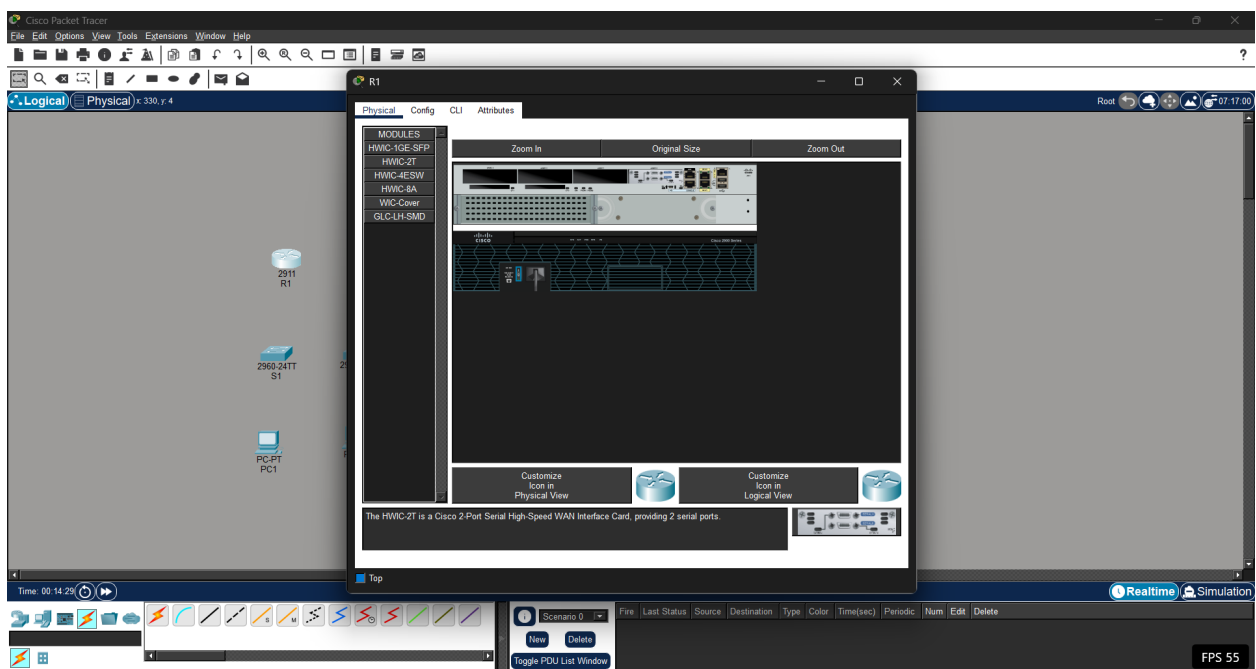 Cisco Packet Tracer
File Edit Options View Tools Extensions Window Help
?
Logical Physical x: 330, y: 4
Root 07:17:00
R1
Physical Config CLI Attributes
MODULES
HWIC-1GE-SFP
HWIC-2T
HWIC-4ESW
HWIC-8A
WIC-Cover
GLC-LH-SMD
Zoom In Original Size Zoom Out
CISCO
Cisco 2900 Series
2911
R1
2960-24TT
S1
PC-PT
PC1
Customize
Icon in
Physical View
Customize
Icon in
Logical View
The HWIC-2T is a Cisco 2-Port Serial High-Speed WAN Interface Card, providing 2 serial ports.
Top
Time: 00:14:29
Realtime Simulation
Scenario 0
New Delete
Toggle PDU List Window
Fire Last Status Source Destination Type Color Time(sec) Periodic Num Edit Delete
FPS 55